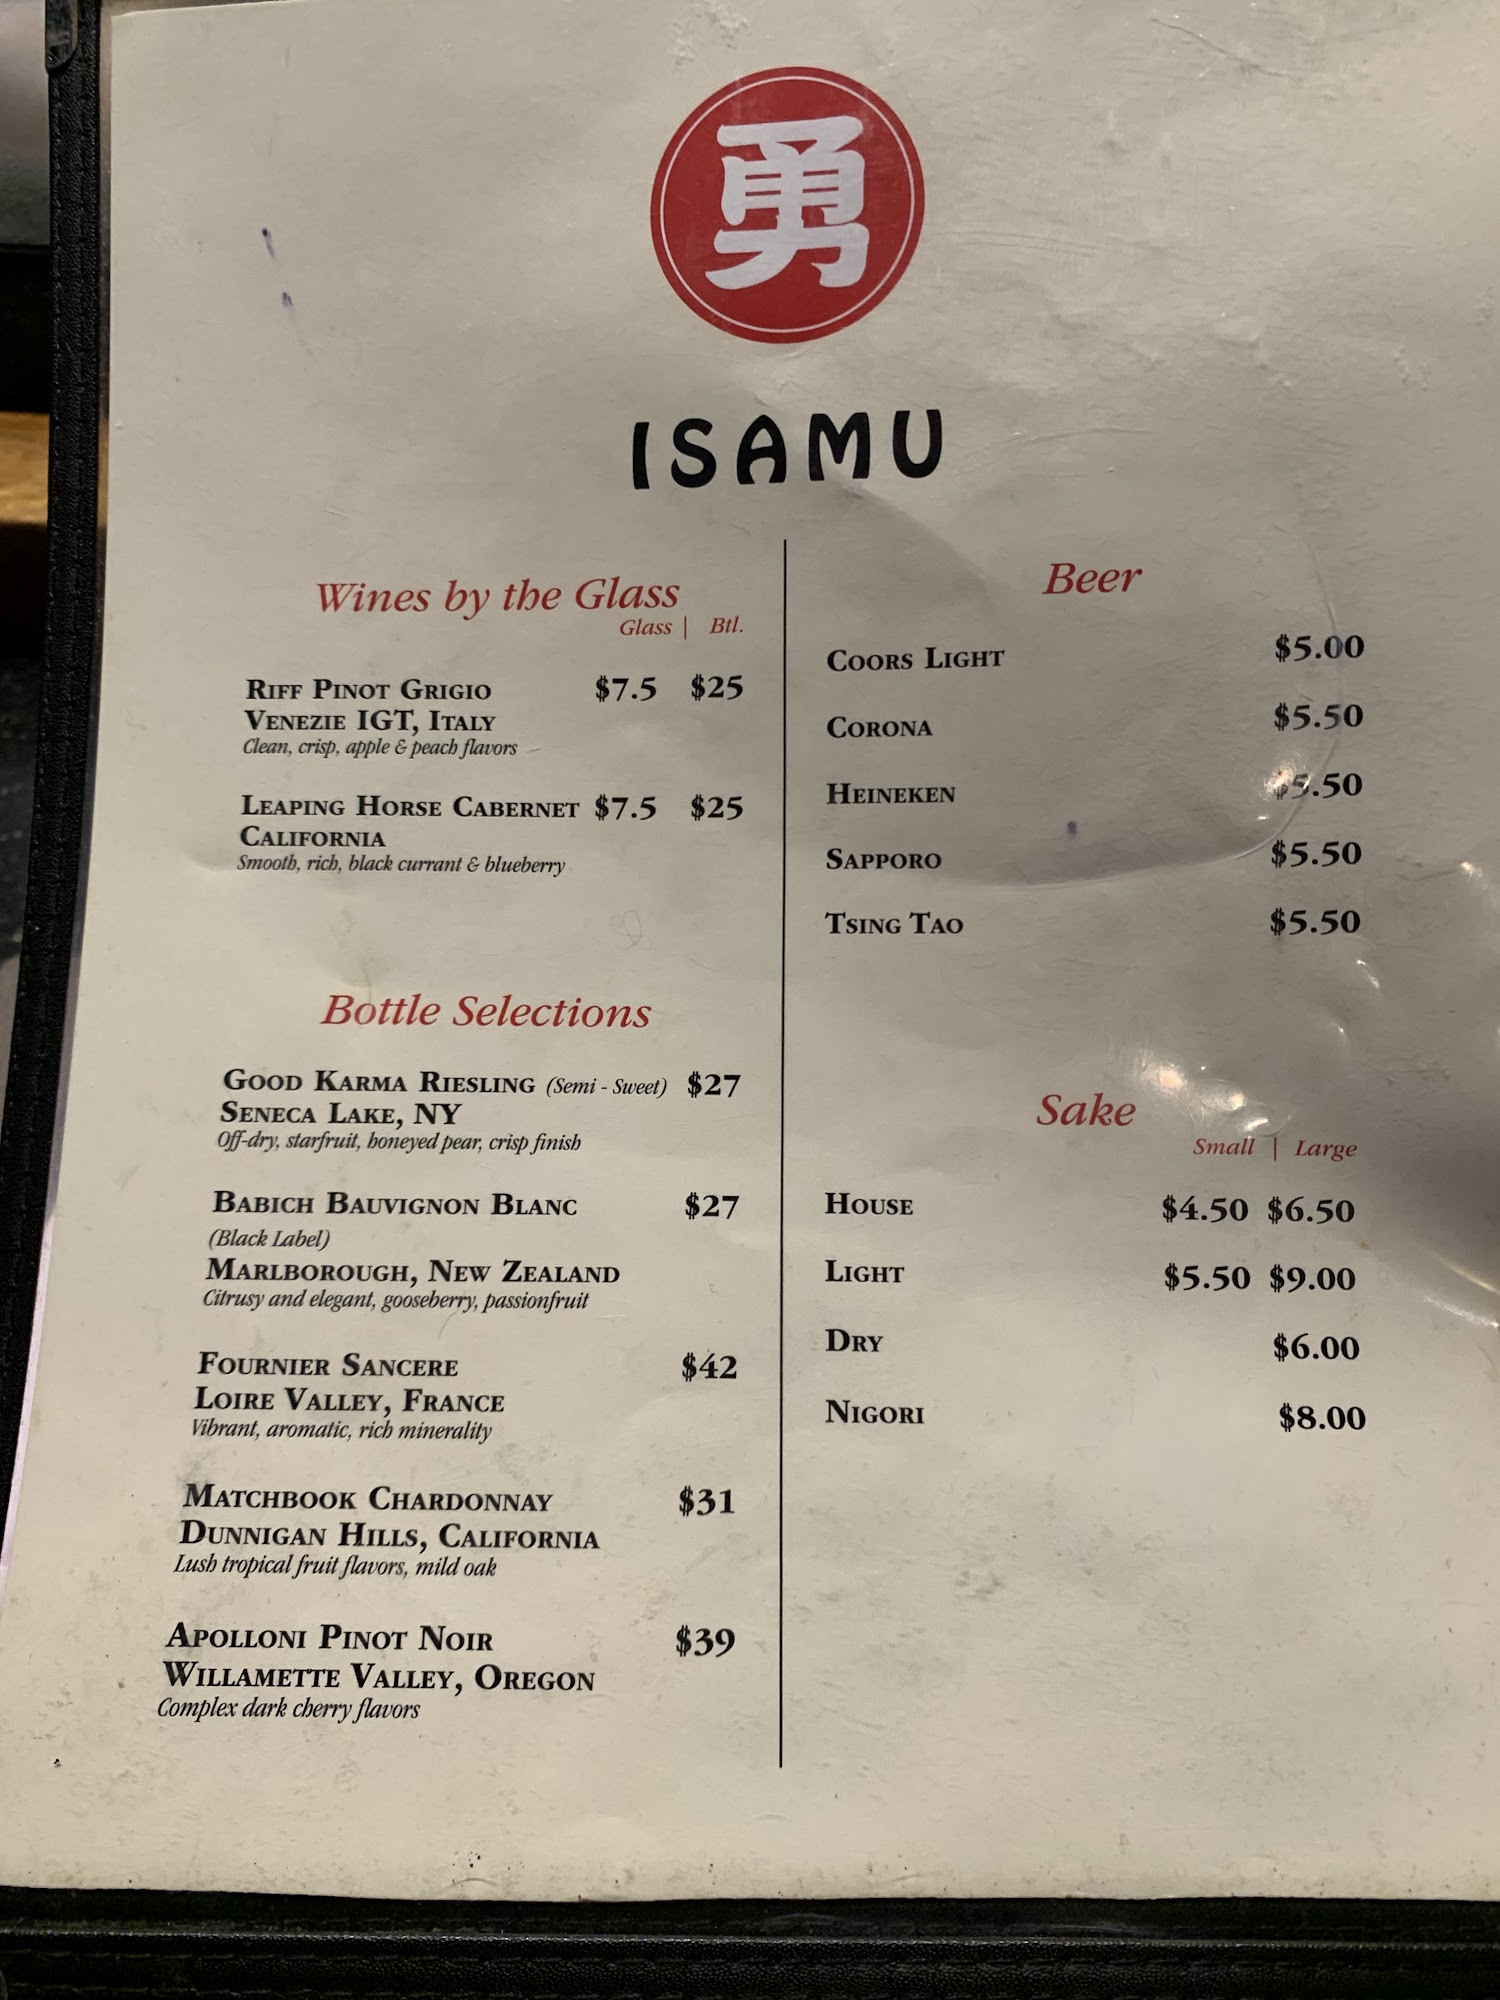 勇
ISAMU
Wines by the Glass
Glass | Btl.
Riff Pinot Grigio $7.5 $25
Venezie IGT, Italy
Clean, crisp, apple & peach flavors
Leaping Horse Cabernet $7.5 $25
California
Smooth, rich, black currant & blueberry
Bottle Selections
Good Karma Riesling (Semi - Sweet) $27
Seneca Lake, NY
Off-dry, starfruit, honeyed pear, crisp finish
Babich Bauvignon Blanc $27
(Black Label)
Marlborough, New Zealand
Citrusy and elegant, gooseberry, passionfruit
Fournier Sancere $42
Loire Valley, France
Vibrant, aromatic, rich minerality
Matchbook Chardonnay $31
Dunnigan Hills, California
Lush tropical fruit flavors, mild oak
Apolloni Pinot Noir $39
Willamette Valley, Oregon
Complex dark cherry flavors
Beer
Coors Light $5.00
Corona $5.50
Heineken $5.50
Sapporo $5.50
Tsing Tao $5.50
Sake
Small | Large
House $4.50 $6.50
Light $5.50 $9.00
Dry $6.00
Nigori $8.00